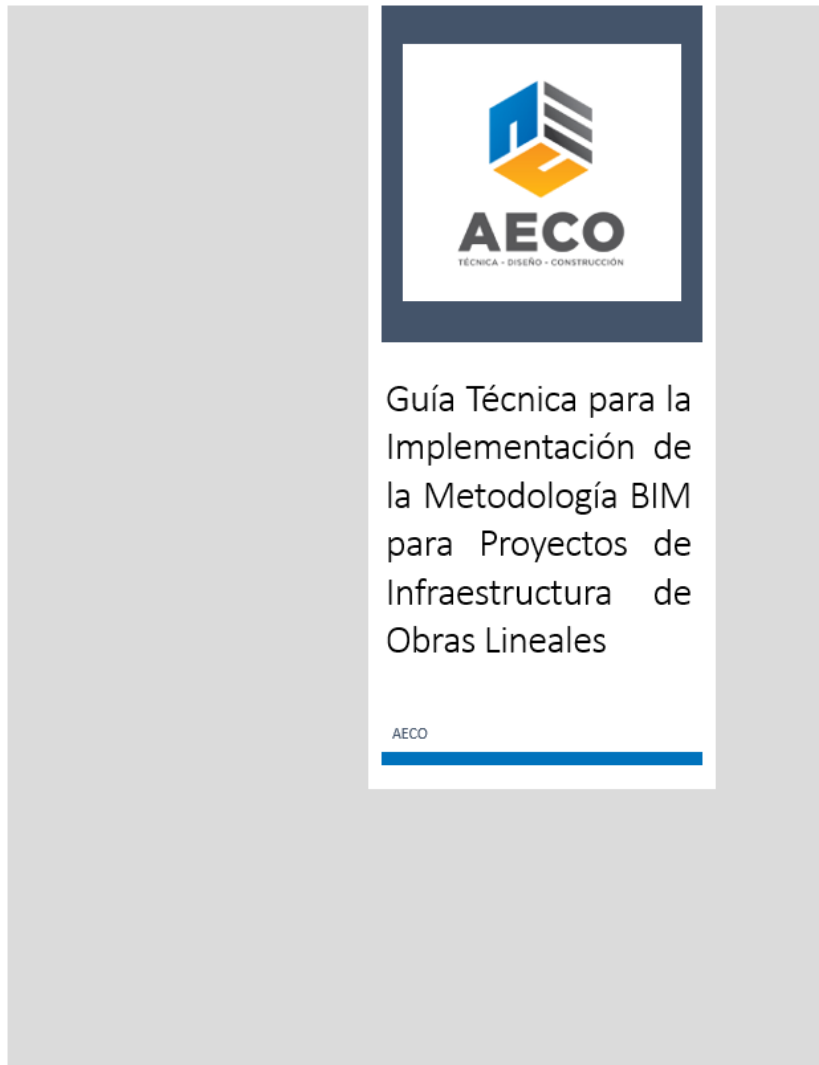 AECO
TÉCNICA - DISEÑO - CONSTRUCCIÓN
Guía Técnica para la
Implementación de
la Metodología BIM
para Proyectos de
Infraestructura de
Obras Lineales
AECO